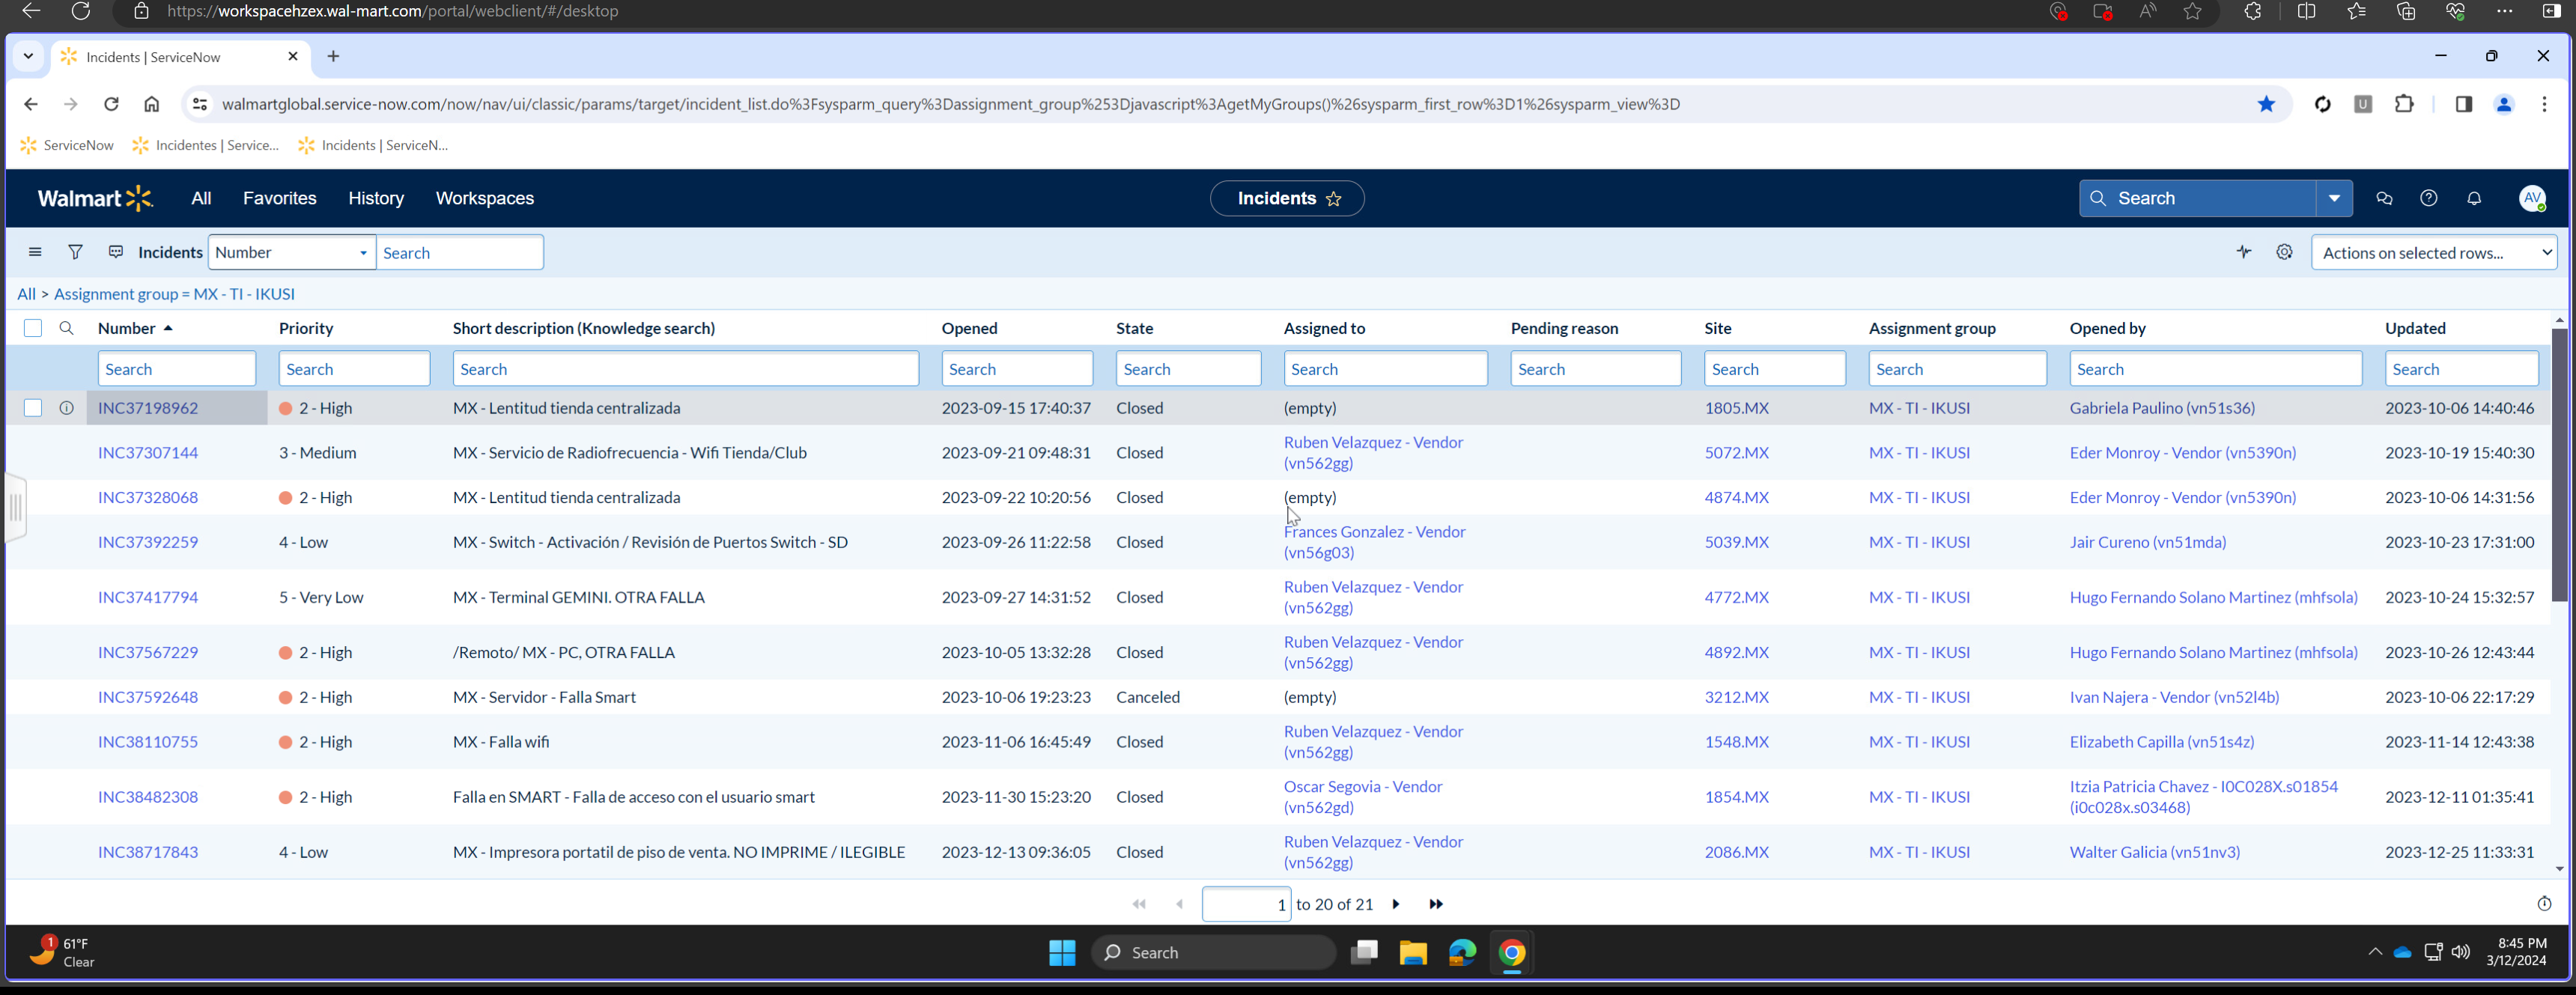 https://workspacehzex.wal-mart.com/portal/webclient/#/desktop
Incidents | ServiceNow
walmartglobal.service-now.com/now/nav/ui/classic/params/target/incident_list.do%3Fsysparm_query%3Dassignment_group%253Djavascript%3AgetMyGroups()%26sysparm_first_row%3D1%26sysparm_view%3D
U
ServiceNow Incidentes | Service... Incidents | ServiceN...
Walmart All Favorites History Workspaces Incidents Search AV
Incidents Number Search Actions on selected rows...
All > Assignment group = MX - TI - IKUSI
Number Priority Short description (Knowledge search) Opened State Assigned to Pending reason Site Assignment group Opened by Updated
Search Search Search Search Search Search Search Search Search Search Search
INC37198962 2 - High MX - Lentitud tienda centralizada 2023-09-15 17:40:37 Closed (empty) 1805.MX MX - TI - IKUSI Gabriela Paulino (vn51s36) 2023-10-06 14:40:46
INC37307144 3 - Medium MX - Servicio de Radiofrecuencia - Wifi Tienda/Club 2023-09-21 09:48:31 Closed Ruben Velazquez - Vendor (vn562gg) 5072.MX MX - TI - IKUSI Eder Monroy - Vendor (vn5390n) 2023-10-19 15:40:30
INC37328068 2 - High MX - Lentitud tienda centralizada 2023-09-22 10:20:56 Closed (empty) 4874.MX MX - TI - IKUSI Eder Monroy - Vendor (vn5390n) 2023-10-06 14:31:56
INC37392259 4 - Low MX - Switch - Activación / Revisión de Puertos Switch - SD 2023-09-26 11:22:58 Closed Frances Gonzalez - Vendor (vn56g03) 5039.MX MX - TI - IKUSI Jair Cureno (vn51mda) 2023-10-23 17:31:00
INC37417794 5 - Very Low MX - Terminal GEMINI. OTRA FALLA 2023-09-27 14:31:52 Closed Ruben Velazquez - Vendor (vn562gg) 4772.MX MX - TI - IKUSI Hugo Fernando Solano Martinez (mhfsola) 2023-10-24 15:32:57
INC37567229 2 - High /Remoto/ MX - PC, OTRA FALLA 2023-10-05 13:32:28 Closed Ruben Velazquez - Vendor (vn562gg) 4892.MX MX - TI - IKUSI Hugo Fernando Solano Martinez (mhfsola) 2023-10-26 12:43:44
INC37592648 2 - High MX - Servidor - Falla Smart 2023-10-06 19:23:23 Canceled (empty) 3212.MX MX - TI - IKUSI Ivan Najera - Vendor (vn52l4b) 2023-10-06 22:17:29
INC38110755 2 - High MX - Falla wifi 2023-11-06 16:45:49 Closed Ruben Velazquez - Vendor (vn562gg) 1548.MX MX - TI - IKUSI Elizabeth Capilla (vn51s4z) 2023-11-14 12:43:38
INC38482308 2 - High Falla en SMART - Falla de acceso con el usuario smart 2023-11-30 15:23:20 Closed Oscar Segovia - Vendor (vn562gd) 1854.MX MX - TI - IKUSI Itzia Patricia Chavez - I0C028X.s01854 (i0c028x.s03468) 2023-12-11 01:35:41
INC38717843 4 - Low MX - Impresora portatil de piso de venta. NO IMPRIME / ILEGIBLE 2023-12-13 09:36:05 Closed Ruben Velazquez - Vendor (vn562gg) 2086.MX MX - TI - IKUSI Walter Galicia (vn51nv3) 2023-12-25 11:33:31
1 to 20 of 21
1 61°F
Clear
Search
8:45 PM
3/12/2024